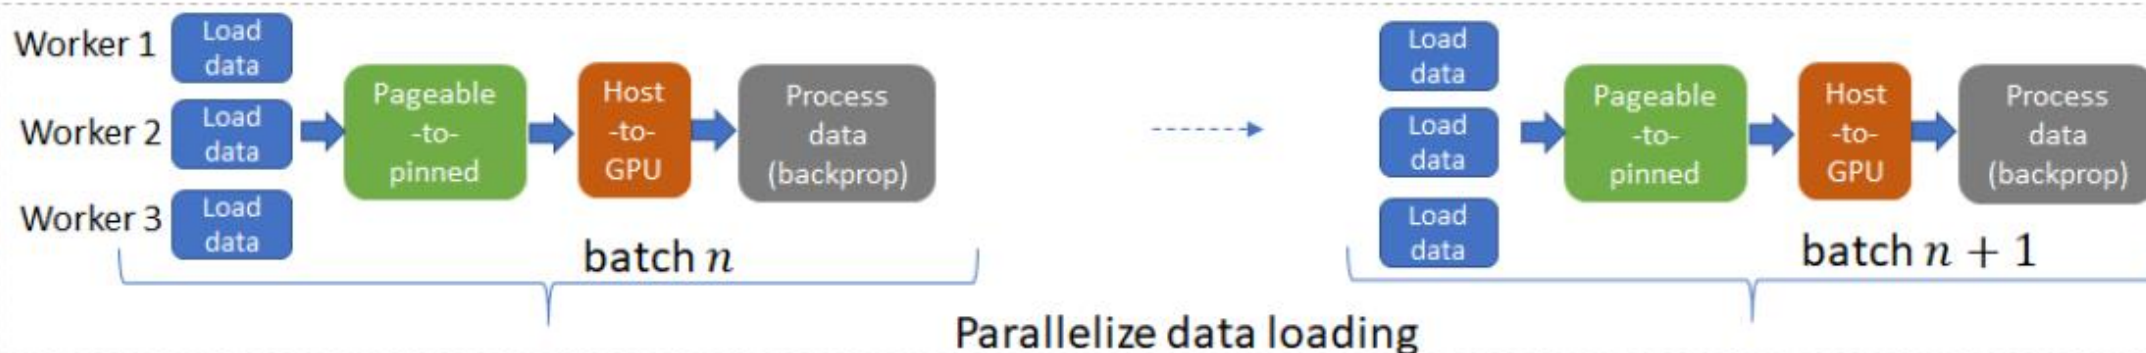 Worker 1
Load
data
Worker 2
Load
data
Worker 3
Load
data
Pageable
-to-
pinned
Host
-to-
GPU
Process
data
(backprop)
batch n
Load
data
Load
data
Load
data
Pageable
-to-
pinned
Host
-to-
GPU
Process
data
(backprop)
batch n + 1
Parallelize data loading